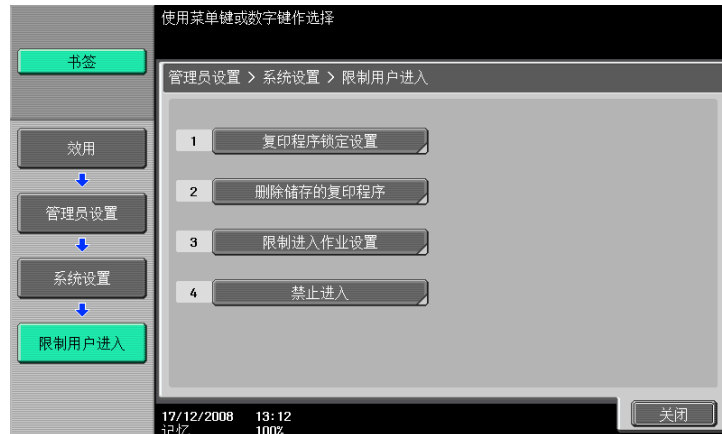 使用菜单键或数字键作选择
书签
管理员设置 > 系统设置 > 限制用户进入
效用
管理员设置
系统设置
限制用户进入
1 复印程序锁定设置
2 删除储存的复印程序
3 限制进入作业设置
4 禁止进入
17/12/2008 13:12
记忆 100%
关闭